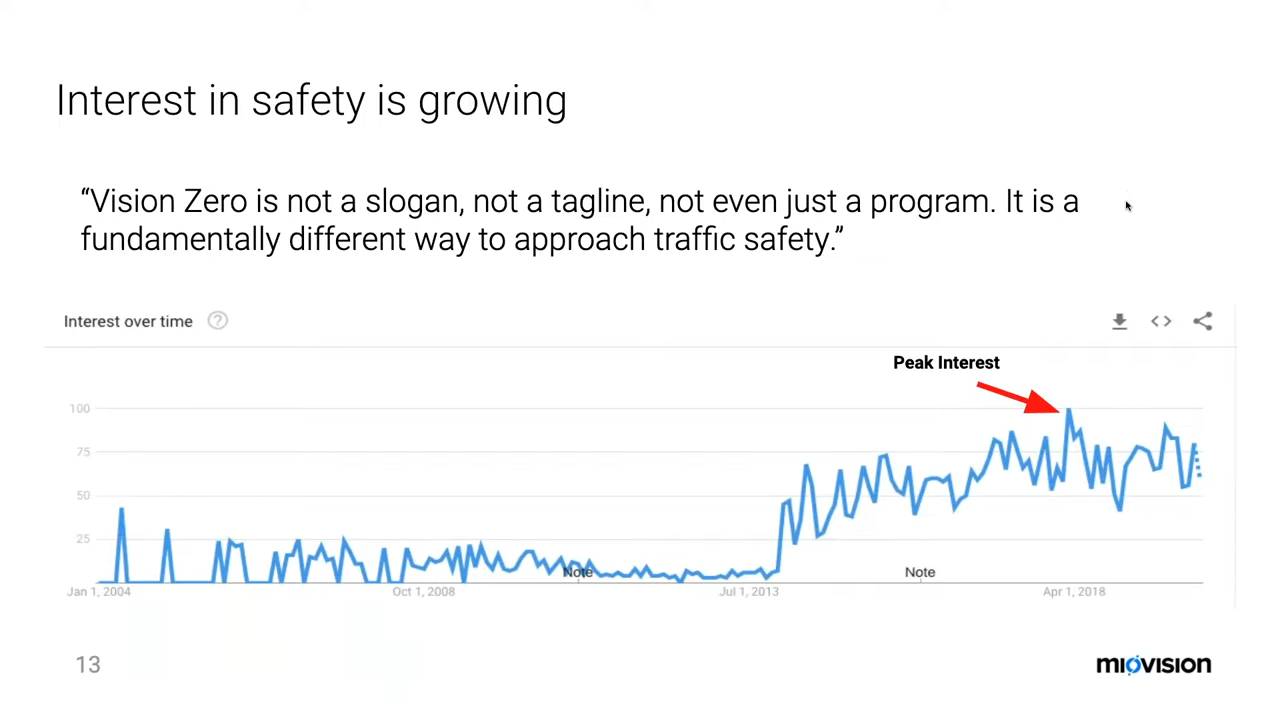 Interest in safety is growing
“Vision Zero is not a slogan, not a tagline, not even just a program. It is a
fundamentally different way to approach traffic safety.”
Interest over time ?
Peak Interest
100
75
50
25
Note Note
Jan 1, 2004 Oct 1, 2008 Jul 1, 2013 Apr 1, 2018
13
MIOVISION